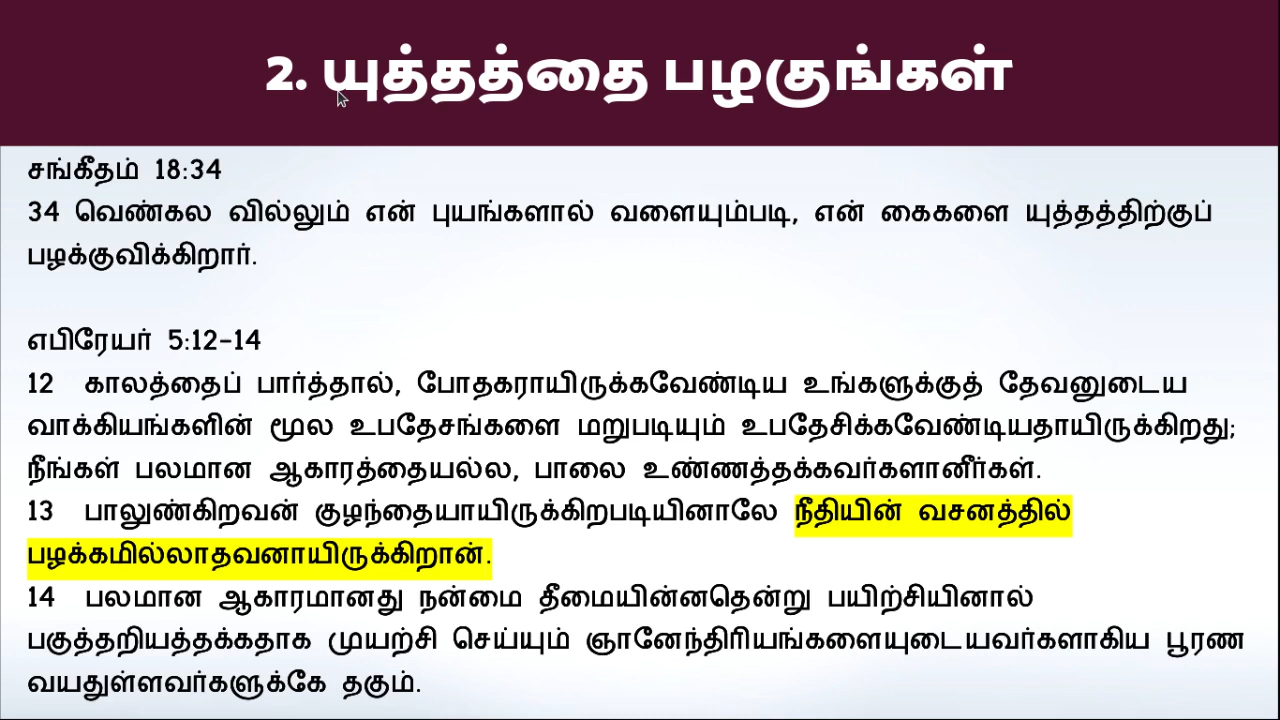 2. யுத்தத்தை பழகுங்கள்
சங்கீதம் 18:34
34 வெண்கல வில்லும் என் புயங்களால் வளையும்படி, என் கைகளை யுத்தத்திற்குப்
பழக்குவிக்கிறார்.
எபிரேயர் 5:12-14
12 காலத்தைப் பார்த்தால், போதகராயிருக்கவேண்டிய உங்களுக்குத் தேவனுடைய
வாக்கியங்களின் மூல உபதேசங்களை மறுபடியும் உபதேசிக்கவேண்டியதாயிருக்கிறது;
நீங்கள் பலமான ஆகாரத்தையல்ல, பாலை உண்ணத்தக்கவர்களானீர்கள்.
13 பாலுண்கிறவன் குழந்தையாயிருக்கிறபடியினாலே நீதியின் வசனத்தில்
பழக்கமில்லாதவனாயிருக்கிறான்.
14 பலமான ஆகாரமானது நன்மை தீமையின்னதென்று பயிற்சியினால்
பகுத்தறியத்தக்கதாக முயற்சி செய்யும் ஞானேந்திரியங்களையுடையவர்களாகிய பூரண
வயதுள்ளவர்களுக்கே தகும்.